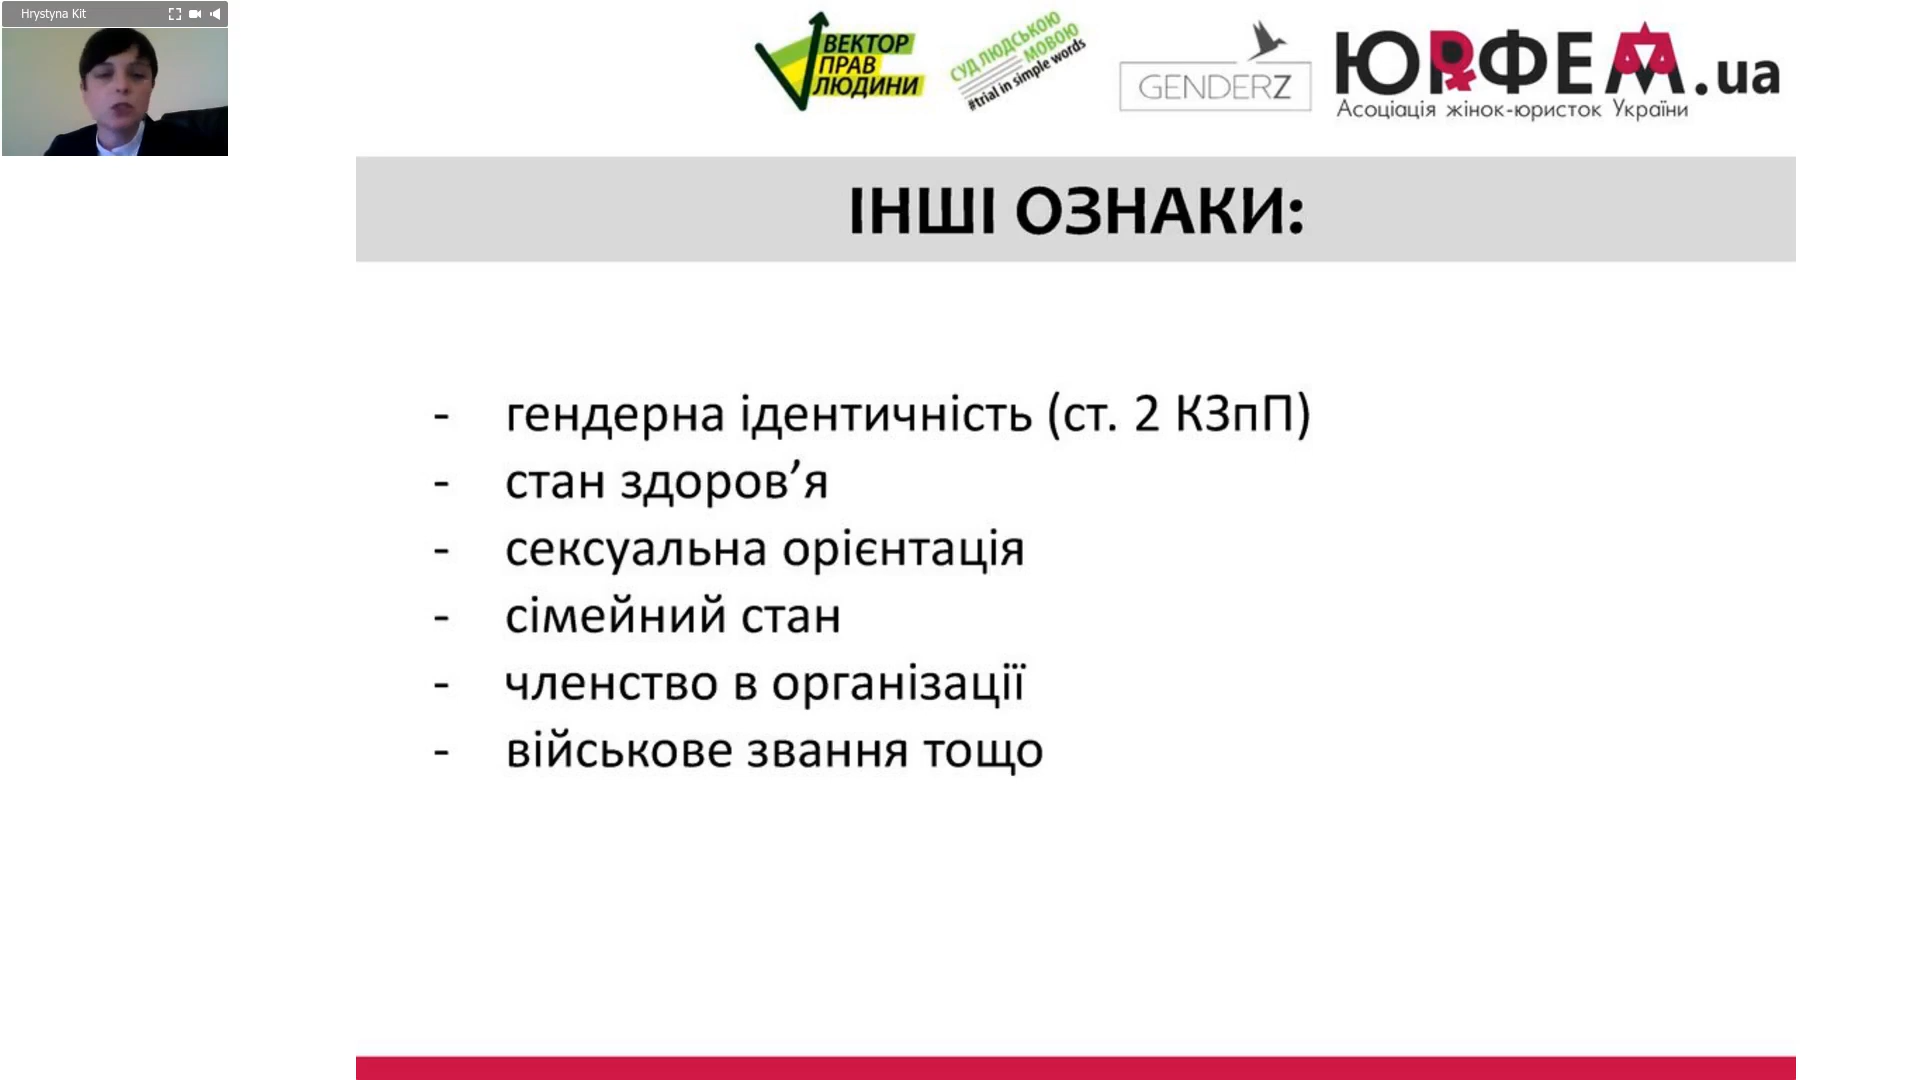 Hrystyna Kit
ВЕКТОР
ПРАВ
ЛЮДИНИ
СУД ЛЮДСЬКОЮ
МОВОЮ
#trial in simple words
GENDERZ
ЮРФЕМ.ua
Асоціація жінок-юристок України
ІНШІ ОЗНАКИ:
- гендерна ідентичність (ст. 2 КЗпП)
- стан здоров’я
- сексуальна орієнтація
- сімейний стан
- членство в організації
- військове звання тощо